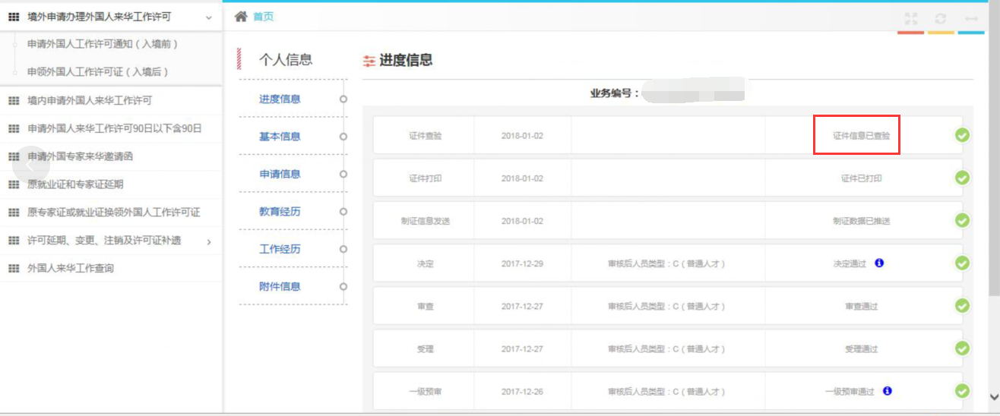 境外申请办理外国人来华工作许可
申请外国人工作许可通知（入境前）
申领外国人工作许可证（入境后）
境内申请外国人来华工作许可
申请外国人来华工作许可90日以下含90日
申请外国专家来华邀请函
原就业证和专家证延期
原专家证或就业证换领外国人工作许可证
许可延期、变更、注销及许可证补遗
外国人来华工作查询
首页
个人信息
进度信息
基本信息
申请信息
教育经历
工作经历
附件信息
进度信息
业务编号：
证件查验 2018-01-02 证件信息已查验
证件打印 2018-01-02 证件已打印
制证信息发送 2018-01-02 制证数据已推送
决定 2017-12-29 审核后人员类型：C（普通人才） 决定通过
审查 2017-12-27 审核后人员类型：C（普通人才） 审查通过
受理 2017-12-27 审核后人员类型：C（普通人才） 受理通过
一级预审 2017-12-26 审核后人员类型：C（普通人才） 一级预审通过